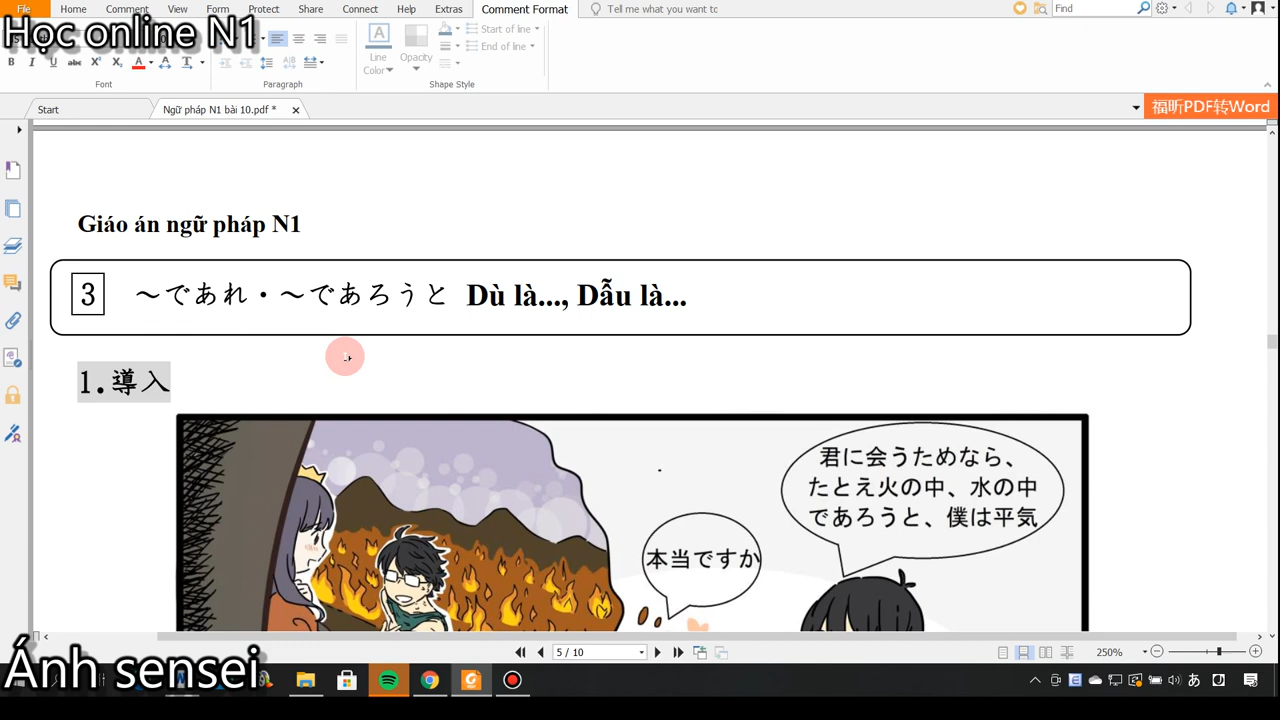 File Home Comment View Form Protect Share Connect Help Extras Comment Format Tell me what you want to Find
Học online N1
Start of line
End of line
Line Color
Opacity
Font Paragraph Shape Style
Start Ngữ pháp N1 bài 10.pdf *
福昕PDF转Word
Giáo án ngữ pháp N1
3 ～であれ・～であろうと Dù là..., Dẫu là...
1.導入
君に会うためなら、
たとえ火の中、水の中
であろうと、僕は平気
本当ですか
5 / 10
250%
Ánh sensei